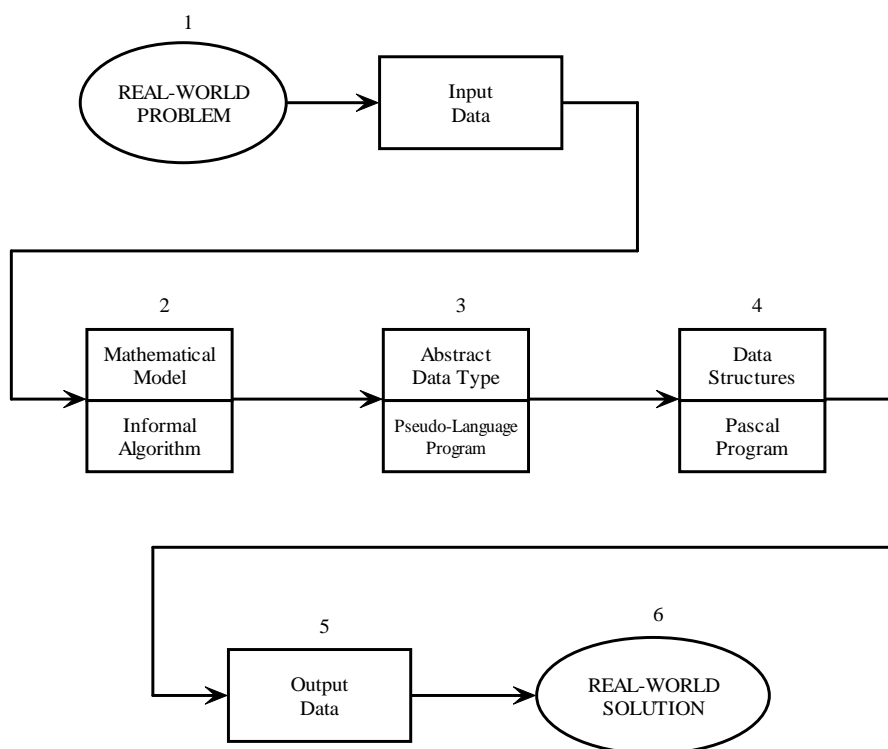 1
REAL-WORLD
PROBLEM
Input
Data
2
Mathematical
Model
Informal
Algorithm
3
Abstract
Data Type
Pseudo-Language
Program
4
Data
Structures
Pascal
Program
5
Output
Data
6
REAL-WORLD
SOLUTION